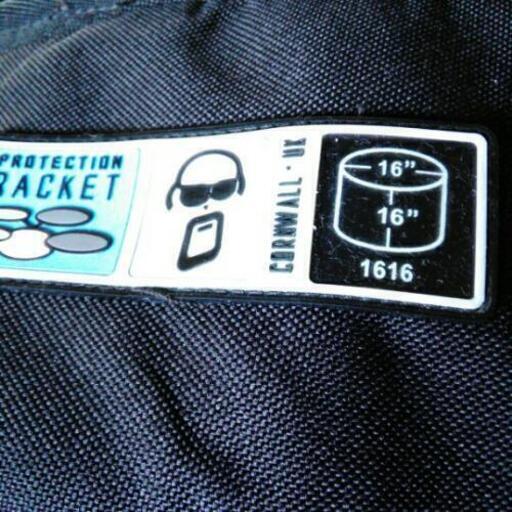 PROTECTION
RACKET
CORNWALL · UK
16"
16"
1616